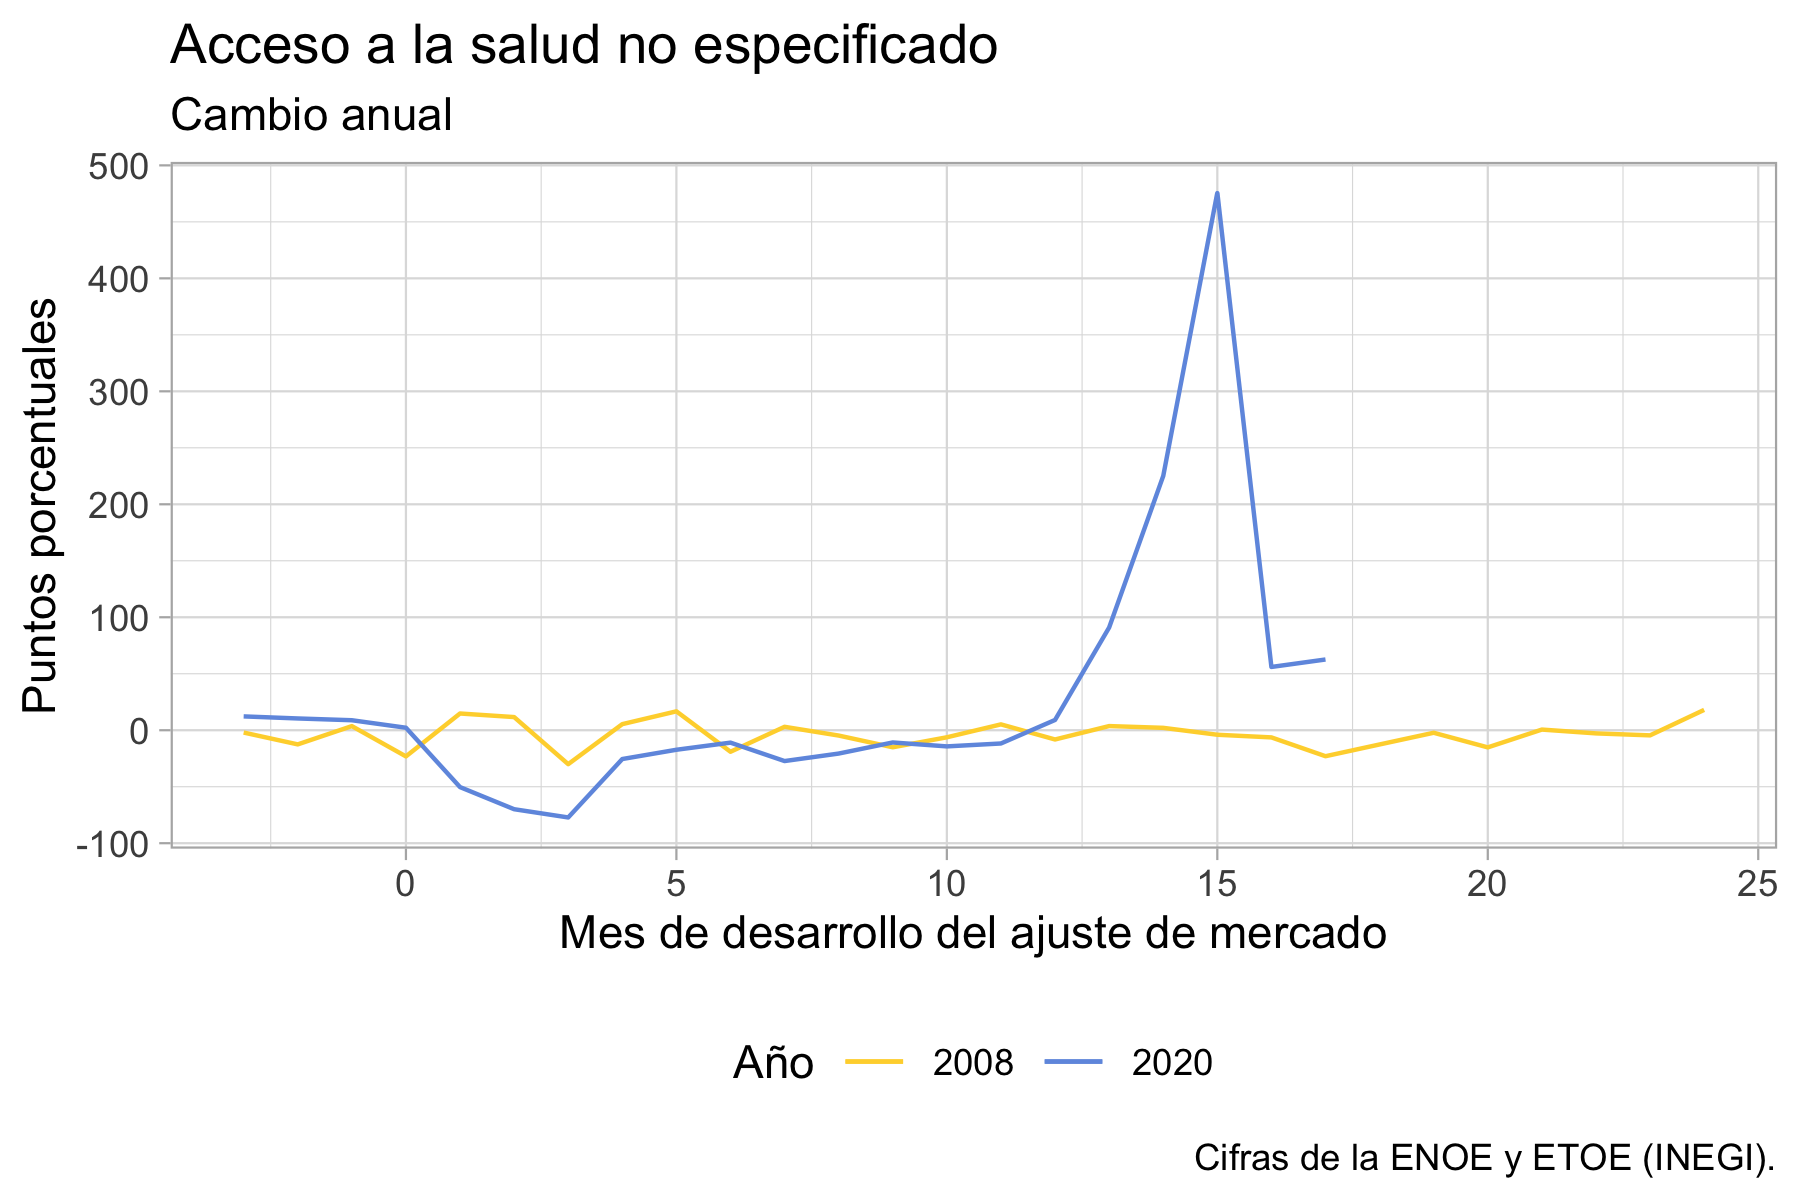 Acceso a la salud no especificado
Cambio anual
Puntos porcentuales
500
400
300
200
100
0
-100
0 5 10 15 20 25
Mes de desarrollo del ajuste de mercado
Año 2008 2020
Cifras de la ENOE y ETOE (INEGI).